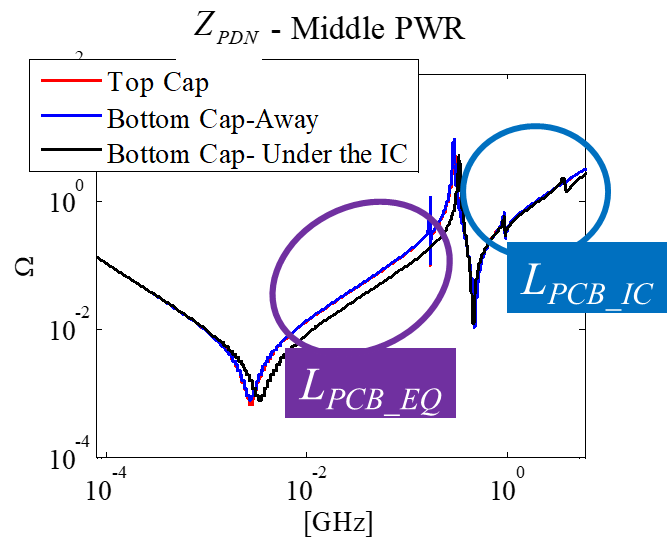 Z_PDN - Middle PWR
2
Top Cap
Bottom Cap-Away
Bottom Cap- Under the IC
10^0
Ω
10^-2
10^-4
L_PCB_IC
L_PCB_EQ
10^-4
10^-2
10^0
[GHz]